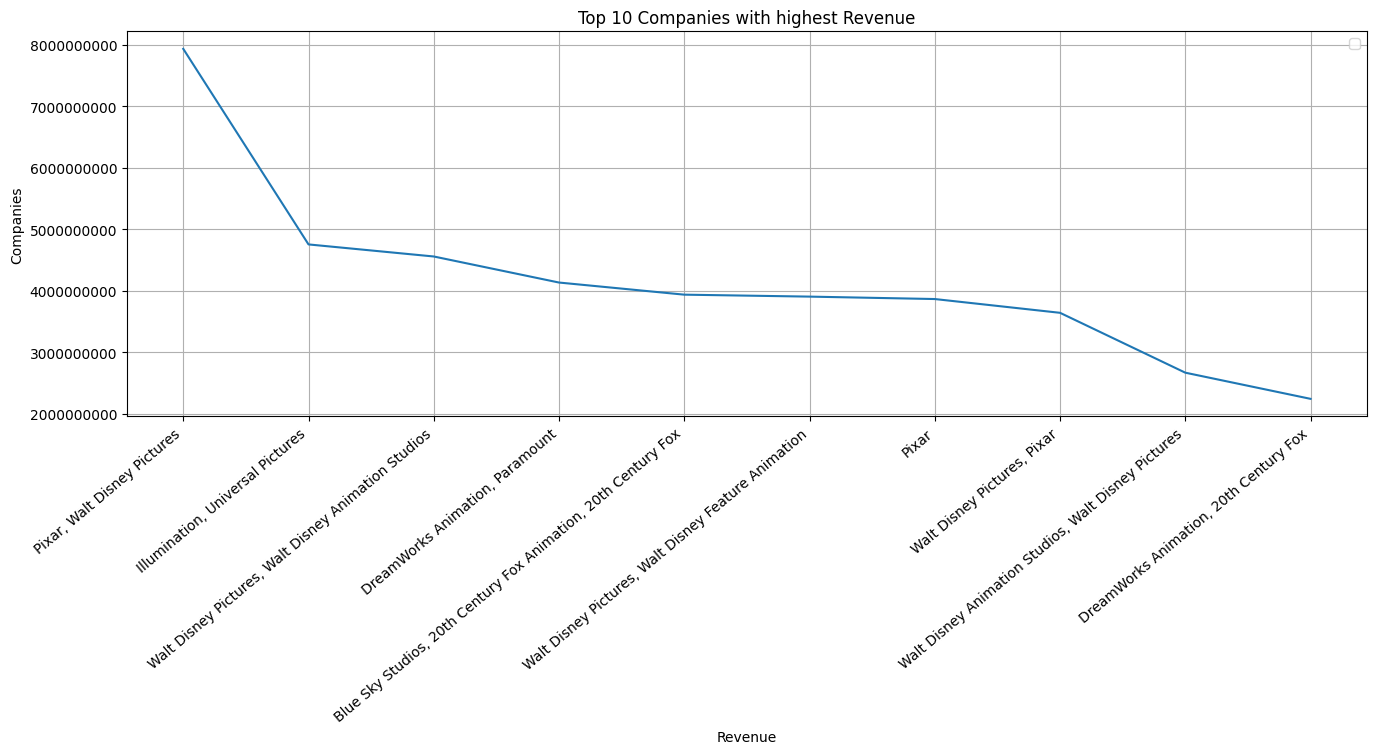 Top 10 Companies with highest Revenue
Companies
8000000000
7000000000
6000000000
5000000000
4000000000
3000000000
2000000000
Pixar, Walt Disney Pictures
Illumination, Universal Pictures
Walt Disney Pictures, Walt Disney Animation Studios
DreamWorks Animation, Paramount
Blue Sky Studios, 20th Century Fox Animation, 20th Century Fox
Walt Disney Pictures, Walt Disney Feature Animation
Pixar
Walt Disney Pictures, Pixar
Walt Disney Animation Studios, Walt Disney Pictures
DreamWorks Animation, 20th Century Fox
Revenue